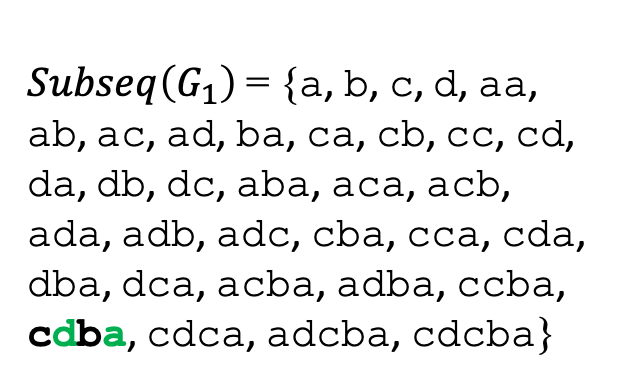 Subseq(G₁) = {a, b, c, d, aa,
ab, ac, ad, ba, ca, cb, cc, cd,
da, db, dc, aba, aca, acb,
ada, adb, adc, cba, cca, cda,
dba, dca, acba, adba, ccba,
cdba, cdca, adcba, cdcba}